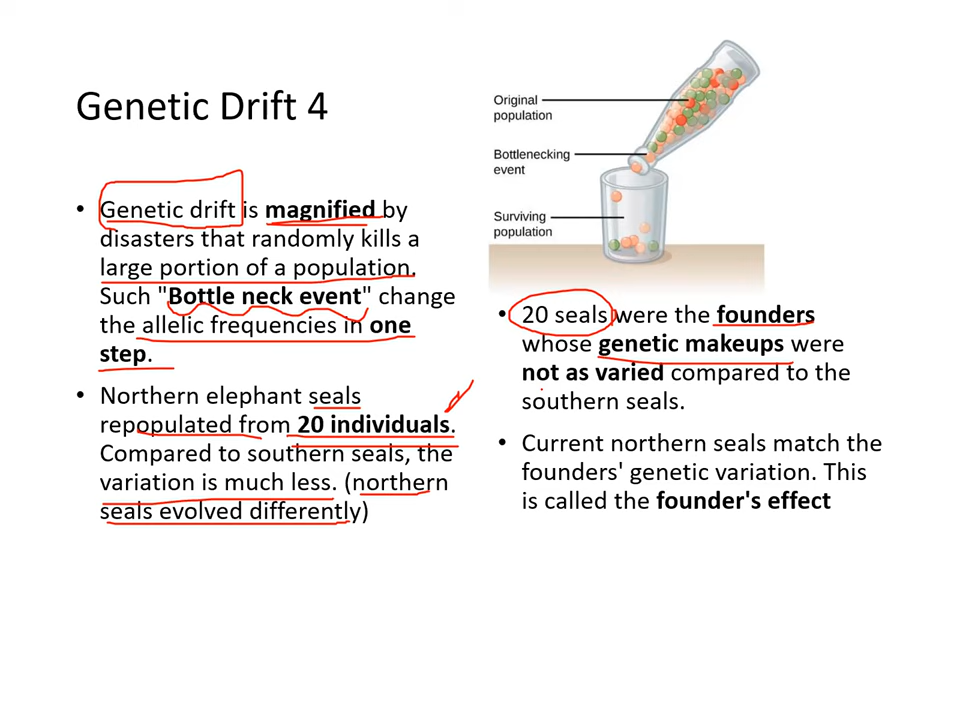 Genetic Drift 4
• Genetic drift is magnified by
disasters that randomly kills a
large portion of a population.
Such "Bottle neck event" change
the allelic frequencies in one
step.
• Northern elephant seals
repopulated from 20 individuals.
Compared to southern seals, the
variation is much less. (northern
seals evolved differently)
Original
population
Bottlenecking
event
Surviving
population
• 20 seals were the founders
whose genetic makeups were
not as varied compared to the
southern seals.
• Current northern seals match the
founders' genetic variation. This
is called the founder's effect